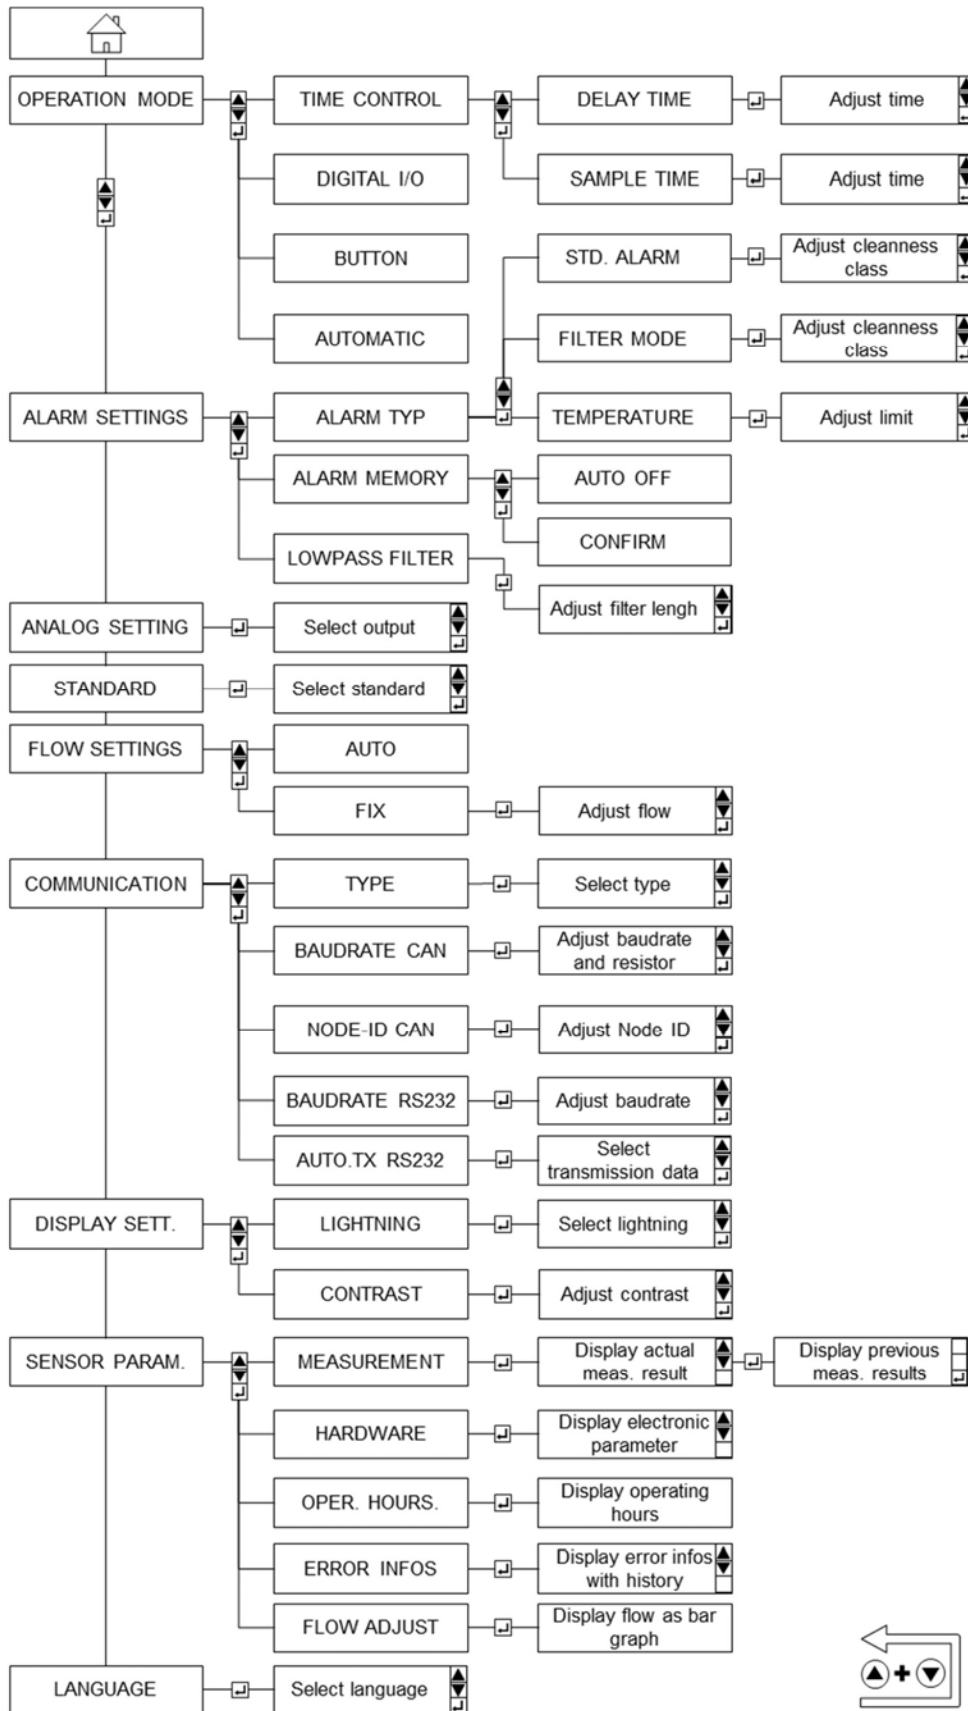 OPERATION MODE
TIME CONTROL
DELAY TIME
Adjust time
DIGITAL I/O
SAMPLE TIME
Adjust time
BUTTON
STD. ALARM
Adjust cleanness
class
AUTOMATIC
FILTER MODE
Adjust cleanness
class
ALARM SETTINGS
ALARM TYP
TEMPERATURE
Adjust limit
ALARM MEMORY
AUTO OFF
CONFIRM
LOWPASS FILTER
Adjust filter lengh
ANALOG SETTING
Select output
STANDARD
Select standard
FLOW SETTINGS
AUTO
FIX
Adjust flow
COMMUNICATION
TYPE
Select type
BAUDRATE CAN
Adjust baudrate
and resistor
NODE-ID CAN
Adjust Node ID
BAUDRATE RS232
Adjust baudrate
AUTO.TX RS232
Select
transmission data
DISPLAY SETT.
LIGHTNING
Select lightning
CONTRAST
Adjust contrast
SENSOR PARAM.
MEASUREMENT
Display actual
meas. result
Display previous
meas. results
HARDWARE
Display electronic
parameter
OPER. HOURS.
Display operating
hours
ERROR INFOS
Display error infos
with history
FLOW ADJUST
Display flow as bar
graph
LANGUAGE
Select language
+